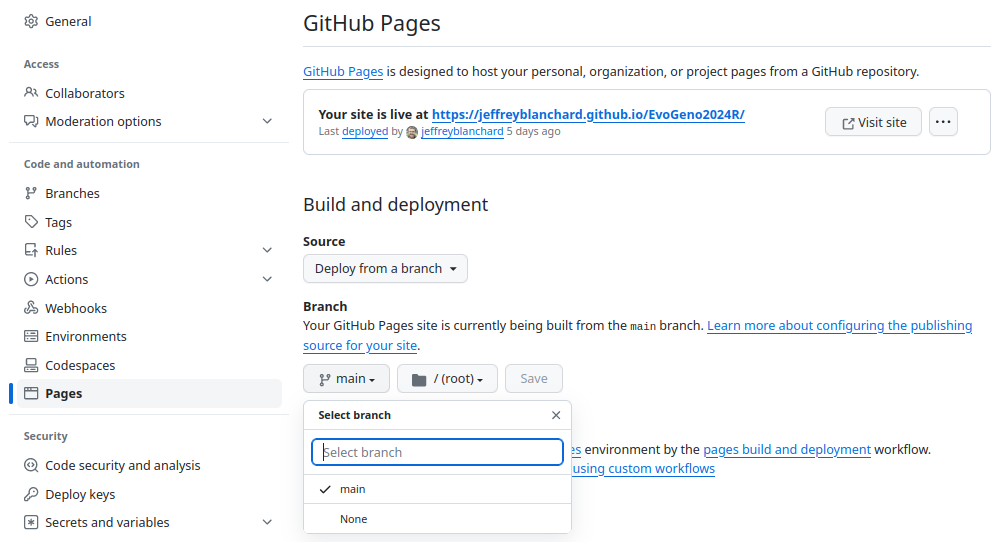 General
Access
Collaborators
Moderation options
Code and automation
Branches
Tags
Rules
Actions
Webhooks
Environments
Codespaces
Pages
Security
Code security and analysis
Deploy keys
Secrets and variables
GitHub Pages
GitHub Pages is designed to host your personal, organization, or project pages from a GitHub repository.
Your site is live at https://jeffreyblanchard.github.io/EvoGeno2024R/
Last deployed by jeffreyblanchard 5 days ago
Visit site
Build and deployment
Source
Deploy from a branch
Branch
Your GitHub Pages site is currently being built from the main branch. Learn more about configuring the publishing
source for your site.
main
/ (root)
Save
Select branch
Select branch
main
None
environment by the pages build and deployment workflow.
using custom workflows